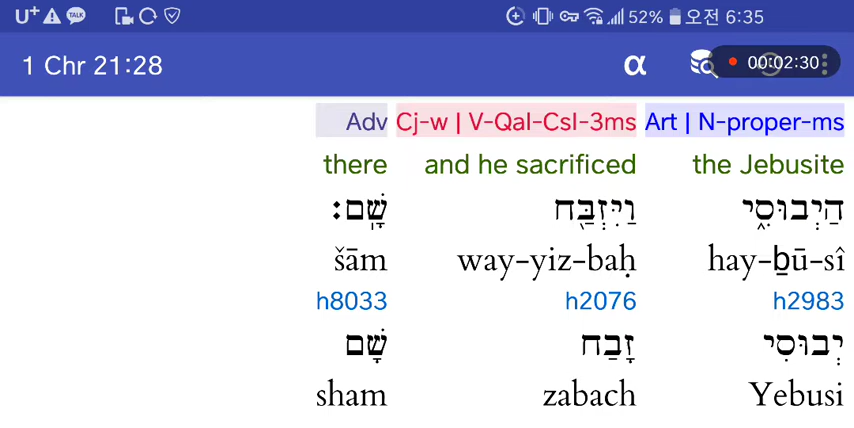 U+ TALK 52% 오전 6:35
1 Chr 21:28 α 00:02:30
Adv Cj-w | V-Qal-CsI-3ms Art | N-proper-ms
there and he sacrificed the Jebusite
הַיְבוּסִ֑י וַיִּזְבַּ֖ח שָֽׁם׃
šām way-yiz-baḥ hay-ḇū-sî
h8033 h2076 h2983
יְבוּסִי זָבַח שָׁם
sham zabach Yebusi